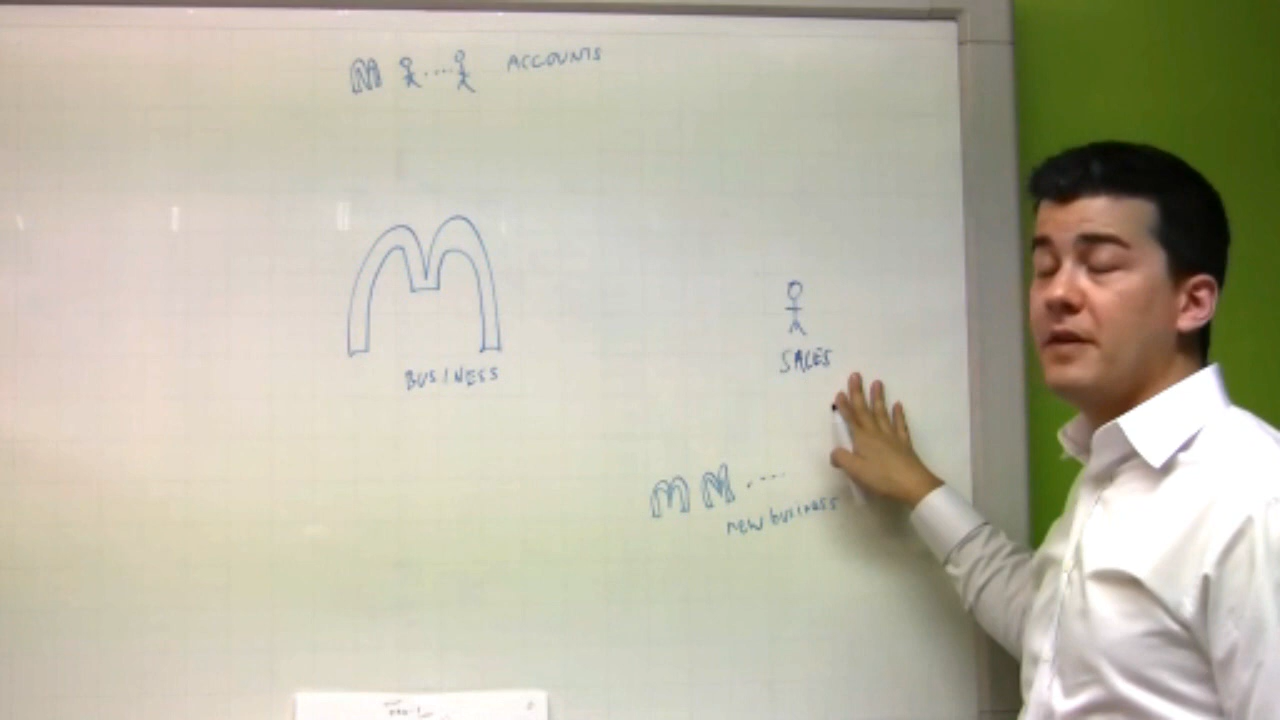 M ACCOUNTS
M
BUSINESS
SALES
M M ....
new business